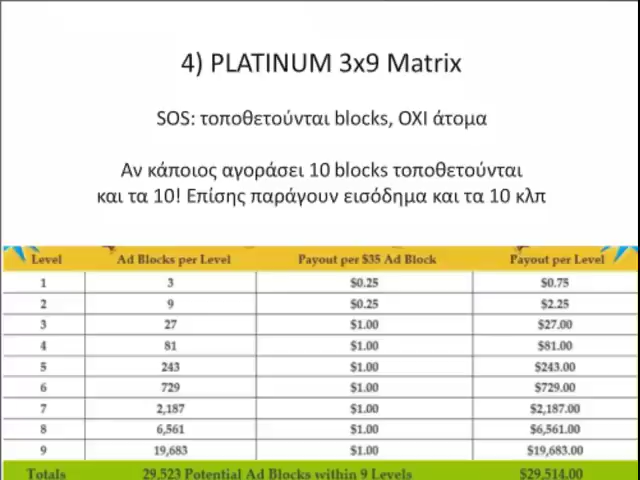 4) PLATINUM 3x9 Matrix
SOS: τοποθετούνται blocks, ΟΧΙ άτομα
Αν κάποιος αγοράσει 10 blocks τοποθετούνται
και τα 10! Επίσης παράγουν εισόδημα και τα 10 κλπ
Level Ad Blocks per Level Payout per $35 Ad Block Payout per Level
1 3 $0.25 $0.75
2 9 $0.25 $2.25
3 27 $1.00 $27.00
4 81 $1.00 $81.00
5 243 $1.00 $243.00
6 729 $1.00 $729.00
7 2,187 $1.00 $2,187.00
8 6,561 $1.00 $6,561.00
9 19,683 $1.00 $19,683.00
Totals 29,523 Potential Ad Blocks within 9 Levels $29,514.00